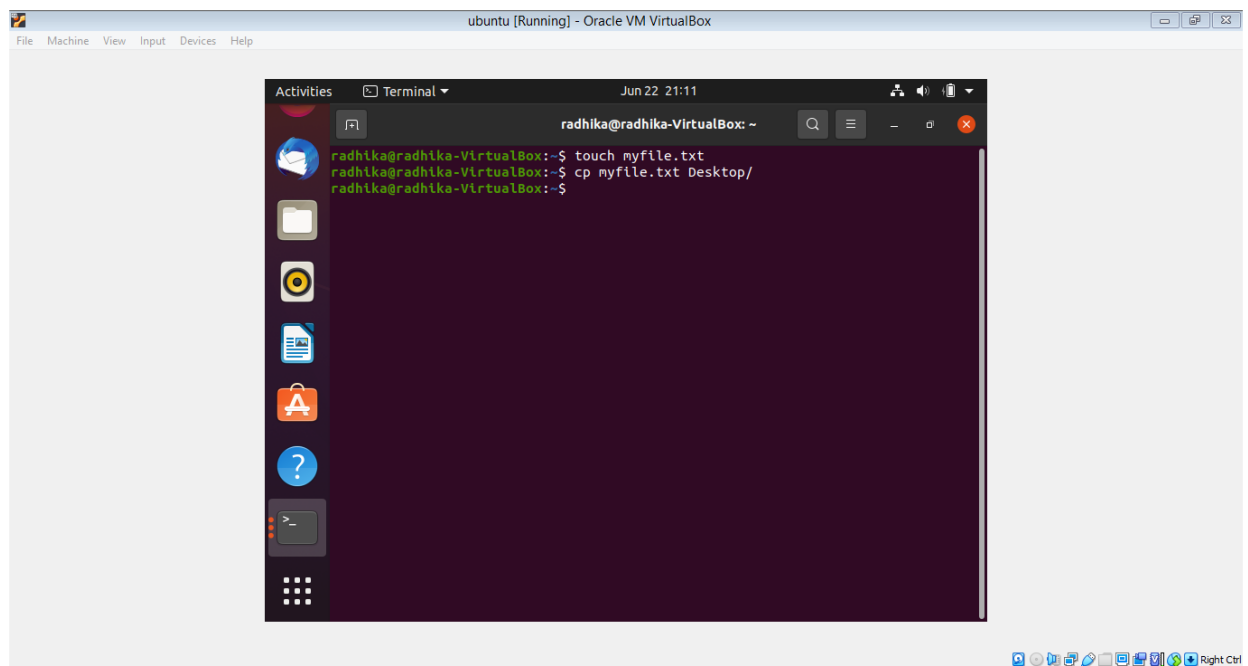 ubuntu [Running] - Oracle VM VirtualBox
File Machine View Input Devices Help
Activities Terminal Jun 22 21:11
radhika@radhika-VirtualBox: ~
radhika@radhika-VirtualBox:~$ touch myfile.txt
radhika@radhika-VirtualBox:~$ cp myfile.txt Desktop/
radhika@radhika-VirtualBox:~$
Right Ctrl